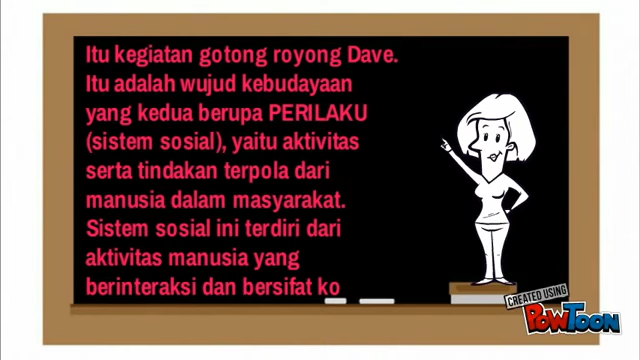 Itu kegiatan gotong royong Dave.
Itu adalah wujud kebudayaan
yang kedua berupa PERILAKU
(sistem sosial), yaitu aktivitas
serta tindakan terpola dari
manusia dalam masyarakat.
Sistem sosial ini terdiri dari
aktivitas manusia yang
berinteraksi dan bersifat ko
CREATED USING
POWTOON